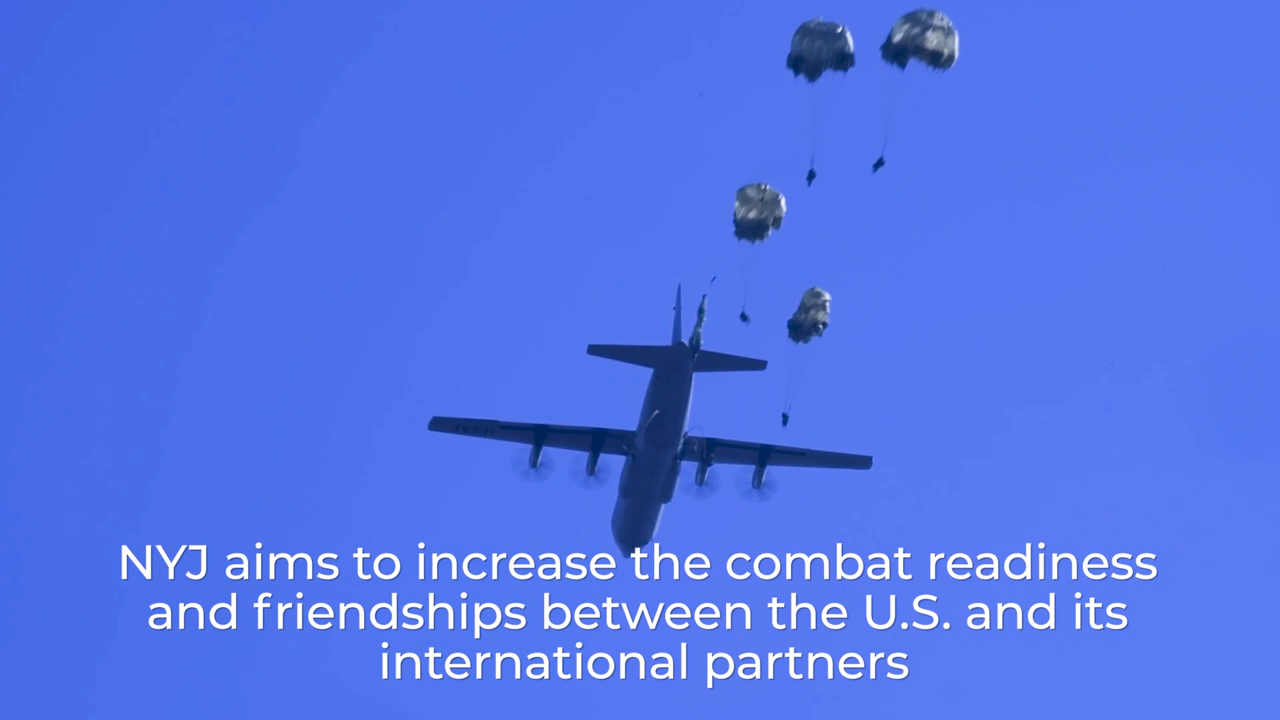 NYJ aims to increase the combat readiness
and friendships between the U.S. and its
international partners